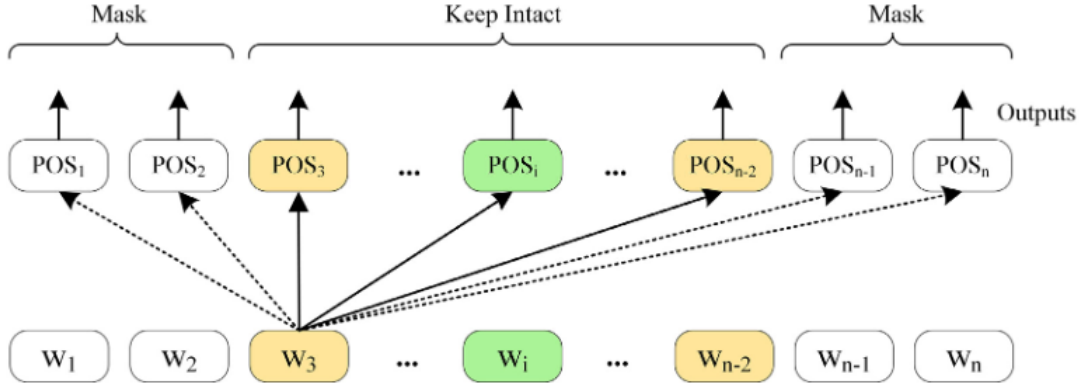 Mask Keep Intact Mask
Outputs
POS₁ POS₂ POS₃ ... POSᵢ ... POSₙ₋₂ POSₙ₋₁ POSₙ
W₁ W₂ W₃ ... Wᵢ ... Wₙ₋₂ Wₙ₋₁ Wₙ